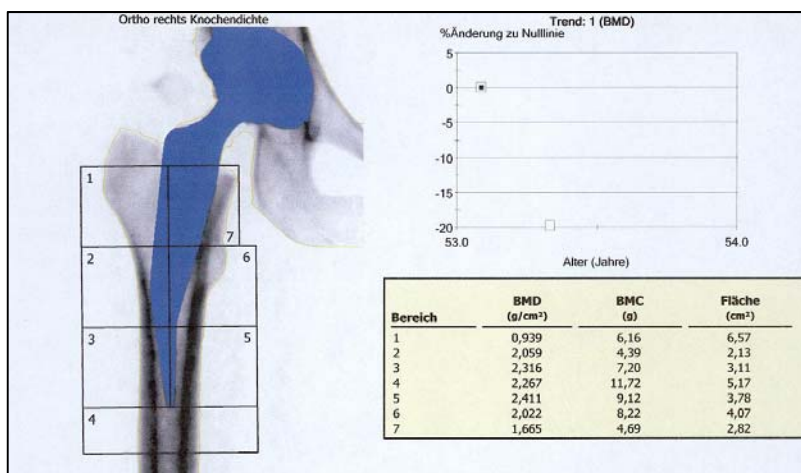 Ortho rechts Knochendichte
1
2
3
4
5
6
7
Trend: 1 (BMD)
%Änderung zu Nulllinie
5
0
-5
-10
-15
-20
53.0
54.0
Alter (Jahre)
Bereich BMD (g/cm²) BMC (g) Fläche (cm²)
1 0,939 6,16 6,57
2 2,059 4,39 2,13
3 2,316 7,20 3,11
4 2,267 11,72 5,17
5 2,411 9,12 3,78
6 2,022 8,22 4,07
7 1,665 4,69 2,82